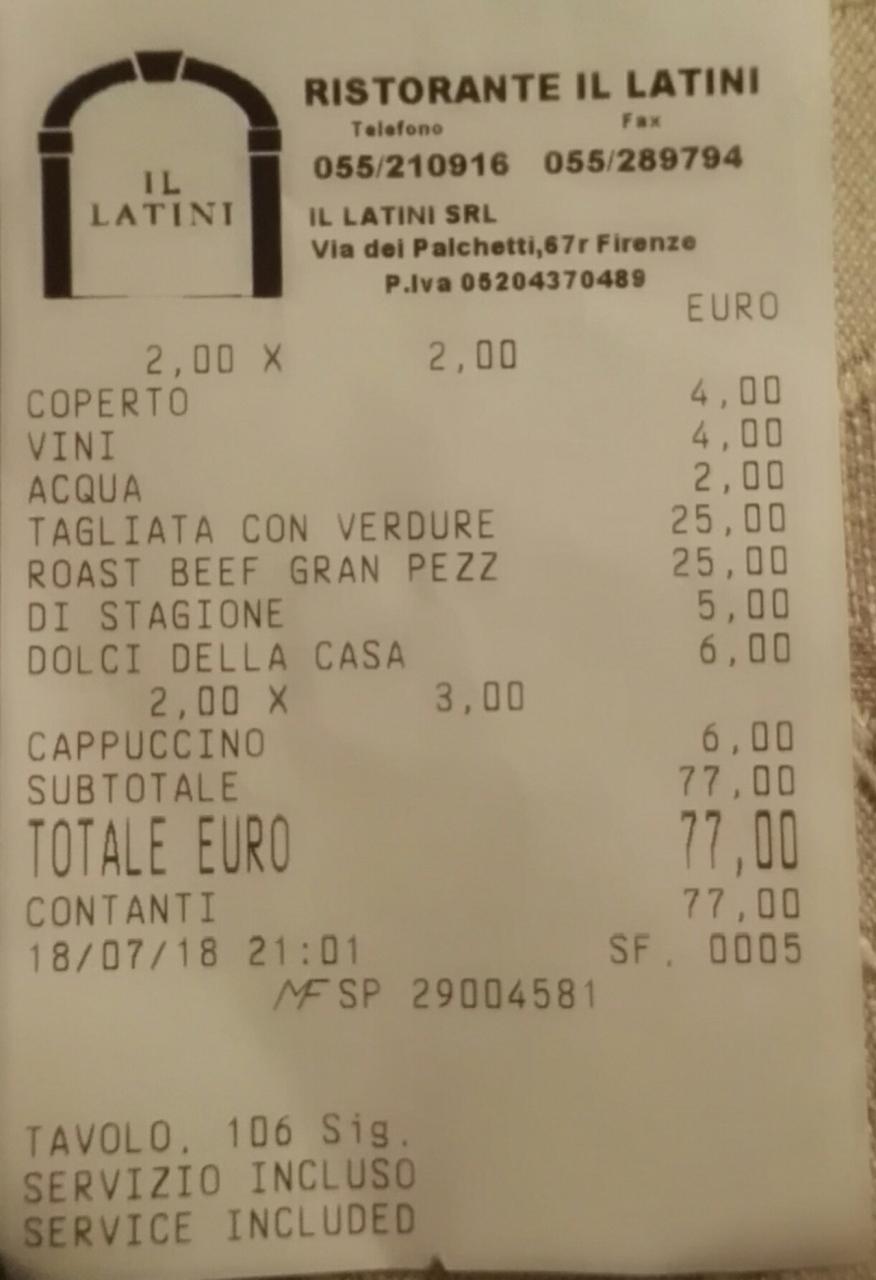 IL
LATINI
RISTORANTE IL LATINI
Telefono Fax
055/210916 055/289794
IL LATINI SRL
Via dei Palchetti,67r Firenze
P.Iva 05204370489
EURO
2,00 X 2,00
COPERTO 4,00
VINI 4,00
ACQUA 2,00
TAGLIATA CON VERDURE 25,00
ROAST BEEF GRAN PEZZ 25,00
DI STAGIONE 5,00
DOLCI DELLA CASA 6,00
2,00 X 3,00
CAPPUCCINO 6,00
SUBTOTALE 77,00
TOTALE EURO 77,00
CONTANTI 77,00
18/07/18 21:01 SF. 0005
MF SP 29004581
TAVOLO. 106 Sig.
SERVIZIO INCLUSO
SERVICE INCLUDED